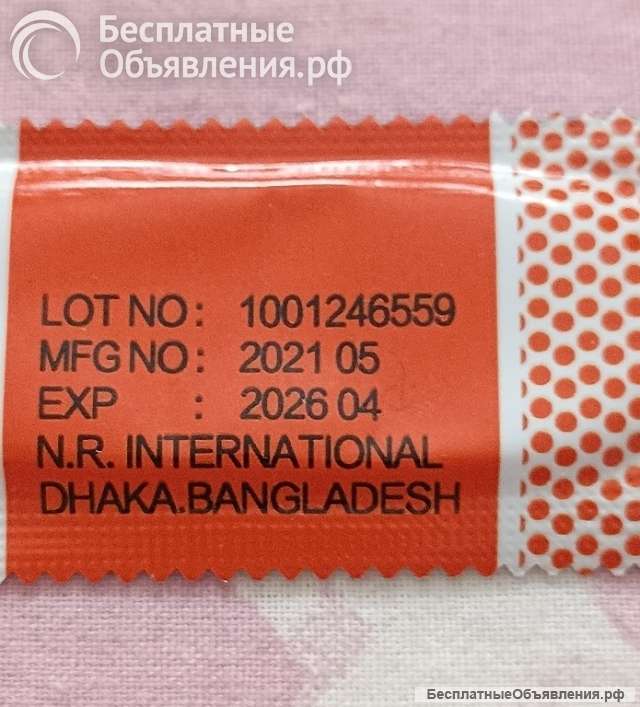 Бесплатные
Объявления.рф
LOT NO : 1001246559
MFG NO : 2021 05
EXP : 2026 04
N.R. INTERNATIONAL
DHAKA.BANGLADESH
БесплатныеОбъявления.рф